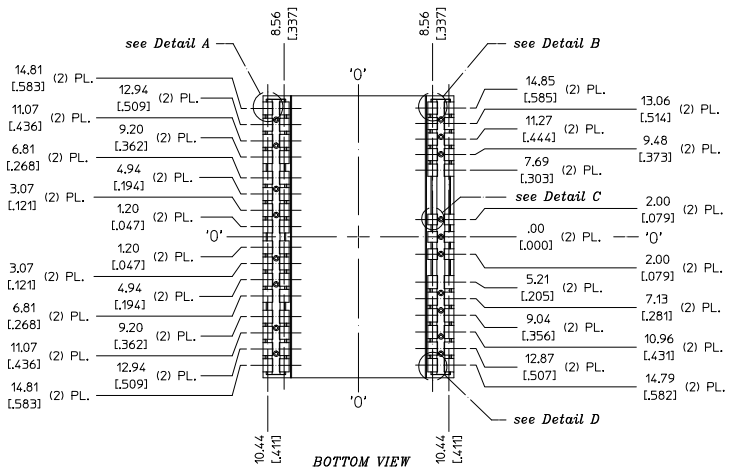 8.56
[.337]
8.56
[.337]
see Detail A
'0'
see Detail B
14.81
[.583] (2) PL.
12.94
[.509] (2) PL.
11.07
[.436] (2) PL.
9.20
[.362] (2) PL.
6.81
[.268] (2) PL.
4.94
[.194] (2) PL.
3.07
[.121] (2) PL.
1.20
[.047] (2) PL.
'0'
1.20
[.047] (2) PL.
3.07
[.121] (2) PL.
4.94
[.194] (2) PL.
6.81
[.268] (2) PL.
9.20
[.362] (2) PL.
11.07
[.436] (2) PL.
12.94
[.509] (2) PL.
14.81
[.583] (2) PL.
14.85
[.585] (2) PL.
13.06
[.514] (2) PL.
11.27
[.444] (2) PL.
9.48
[.373] (2) PL.
7.69
[.303] (2) PL.
see Detail C
2.00
[.079] (2) PL.
.00
[.000] (2) PL.
'0'
2.00
[.079] (2) PL.
5.21
[.205] (2) PL.
7.13
[.281] (2) PL.
9.04
[.356] (2) PL.
10.96
[.431] (2) PL.
12.87
[.507] (2) PL.
14.79
[.582] (2) PL.
'0'
see Detail D
10.44
[.411]
10.44
[.411]
BOTTOM VIEW